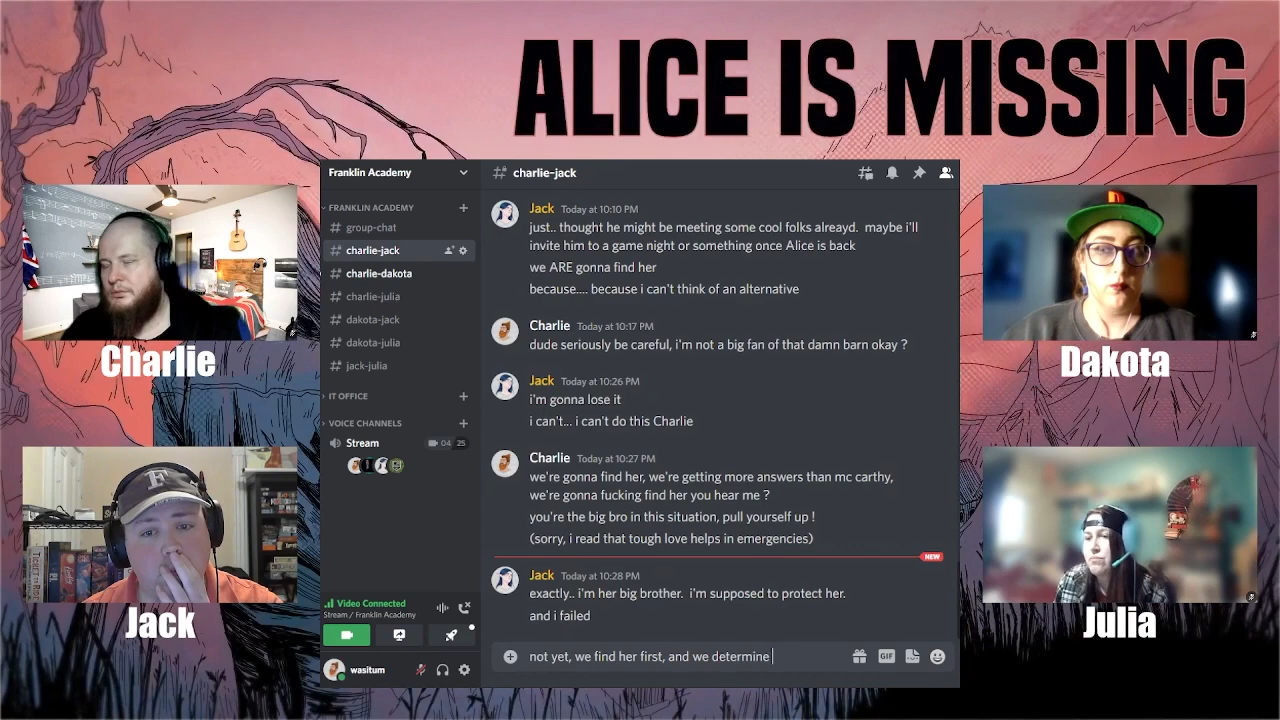 ALICE IS MISSING
Franklin Academy
FRANKLIN ACADEMY
group-chat
charlie-jack
charlie-dakota
charlie-julia
dakota-jack
dakota-julia
jack-julia
IT OFFICE
VOICE CHANNELS
Stream
04 25
Video Connected
Stream / Franklin Academy
wasitum
charlie-jack
Jack Today at 10:10 PM
just.. thought he might be meeting some cool folks alreayd. maybe i'll
invite him to a game night or something once Alice is back
we ARE gonna find her
because.... because i can't think of an alternative
Charlie Today at 10:17 PM
dude seriously be careful, i'm not a big fan of that damn barn okay ?
Jack Today at 10:26 PM
i'm gonna lose it
i can't... i can't do this Charlie
Charlie Today at 10:27 PM
we're gonna find her, we're getting more answers than mc carthy,
we're gonna fucking find her you hear me ?
you're the big bro in this situation, pull yourself up !
(sorry, i read that tough love helps in emergencies)
NEW
Jack Today at 10:28 PM
exactly.. i'm her big brother. i'm supposed to protect her.
and i failed
not yet, we find her first, and we determine
GIF
Charlie
Dakota
F
TICKET TO RIDE
Jack
Julia